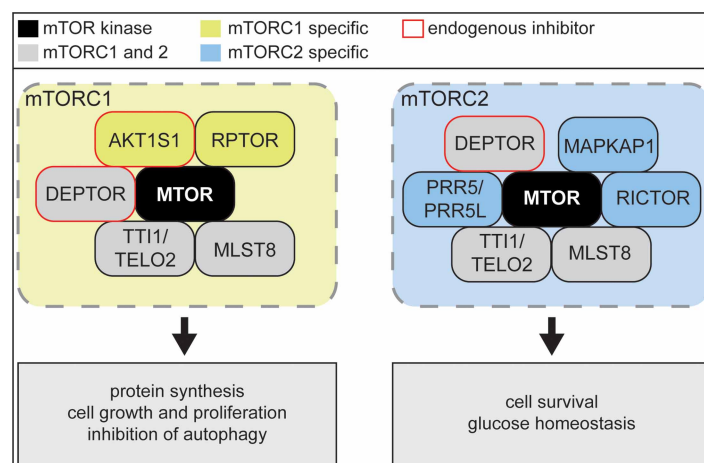 mTOR kinase
mTORC1 specific
endogenous inhibitor
mTORC1 and 2
mTORC2 specific
mTORC1
AKT1S1
RPTOR
DEPTOR
MTOR
TTI1/
TELO2
MLST8
mTORC2
DEPTOR
MAPKAP1
PRR5/
PRR5L
MTOR
RICTOR
TTI1/
TELO2
MLST8
protein synthesis
cell growth and proliferation
inhibition of autophagy
cell survival
glucose homeostasis